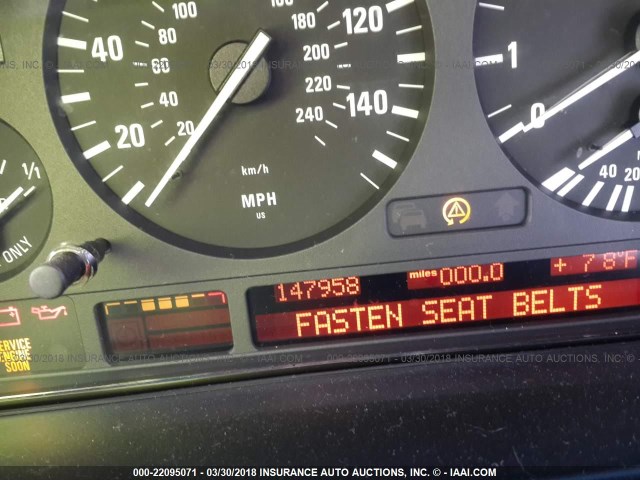 100 120
40 80 200
60 220 140
20 40 240
20
km/h
MPH
US
1
0
40
20
1/1
ONLY
147958 miles 000.0 + 78°F
FASTEN SEAT BELTS
SERVICE
ENGINE
SOON
000-22095071 - 03/30/2018 INSURANCE AUTO AUCTIONS, INC. © - IAAI.COM